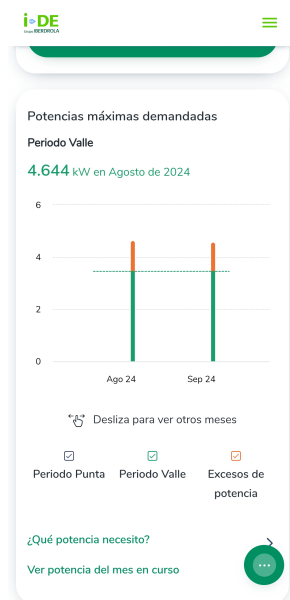 i-DE
Grupo IBERDROLA
Potencias máximas demandadas
Periodo Valle
4.644 kW en Agosto de 2024
6
4
2
0
Ago 24
Sep 24
Desliza para ver otros meses
Periodo Punta
Periodo Valle
Excesos de
potencia
¿Qué potencia necesito?
Ver potencia del mes en curso